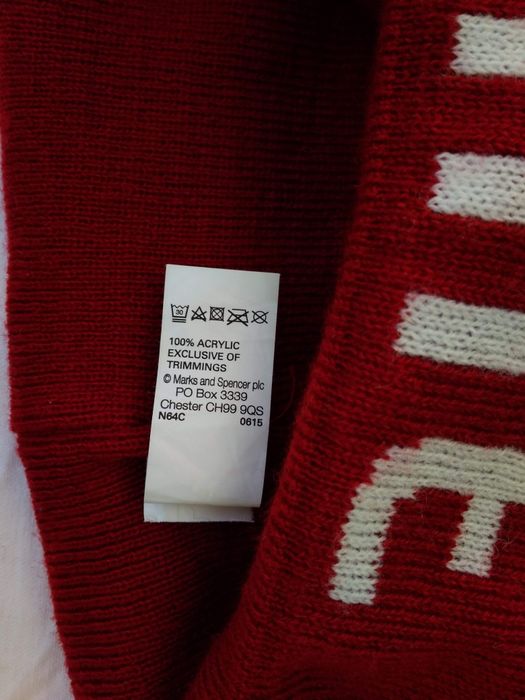 30
100% ACRYLIC
EXCLUSIVE OF
TRIMMINGS
© Marks and Spencer plc
PO Box 3339
Chester CH99 9QS
N64C 0615